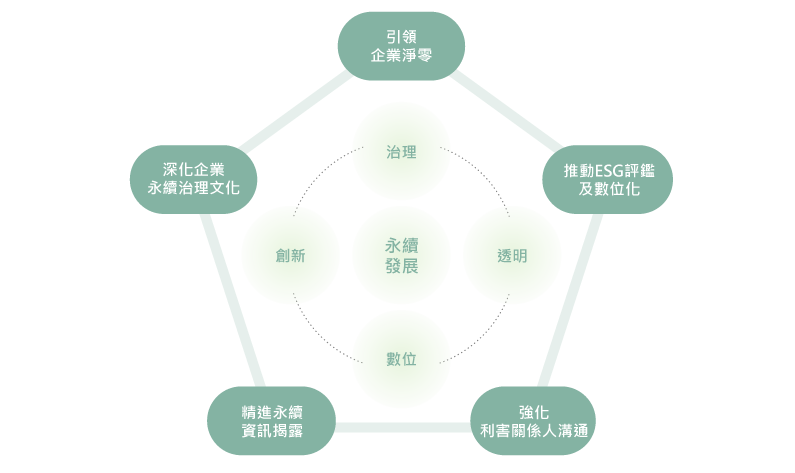 引領
企業淨零
深化企業
永續治理文化
推動ESG評鑑
及數位化
治理
創新
永續
發展
透明
數位
精進永續
資訊揭露
強化
利害關係人溝通